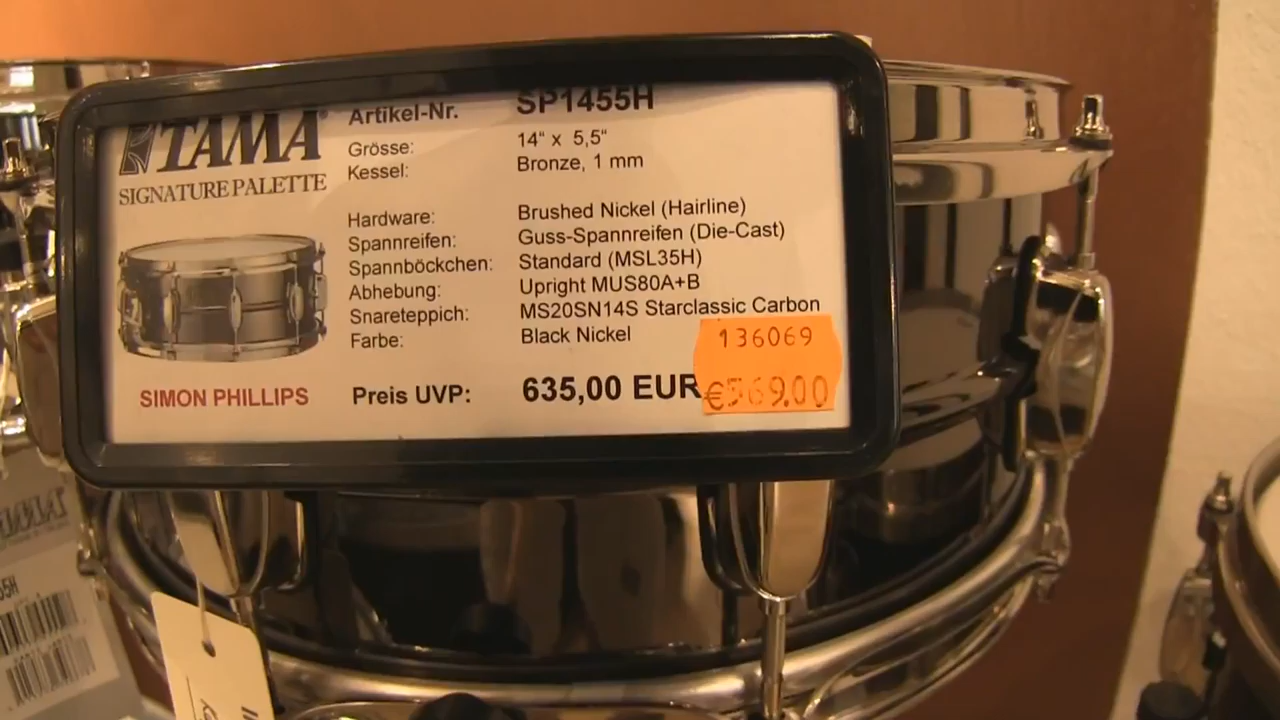 TAMA
SIGNATURE PALETTE
SIMON PHILLIPS
Artikel-Nr. SP1455H
Grösse: 14“ x 5,5“
Kessel: Bronze, 1 mm
Hardware: Brushed Nickel (Hairline)
Spannreifen: Guss-Spannreifen (Die-Cast)
Spannböckchen: Standard (MSL35H)
Abhebung: Upright MUS80A+B
Snareteppich: MS20SN14S Starclassic Carbon
Farbe: Black Nickel
Preis UVP: 635,00 EUR
136069
€569.00
TAMA
55H